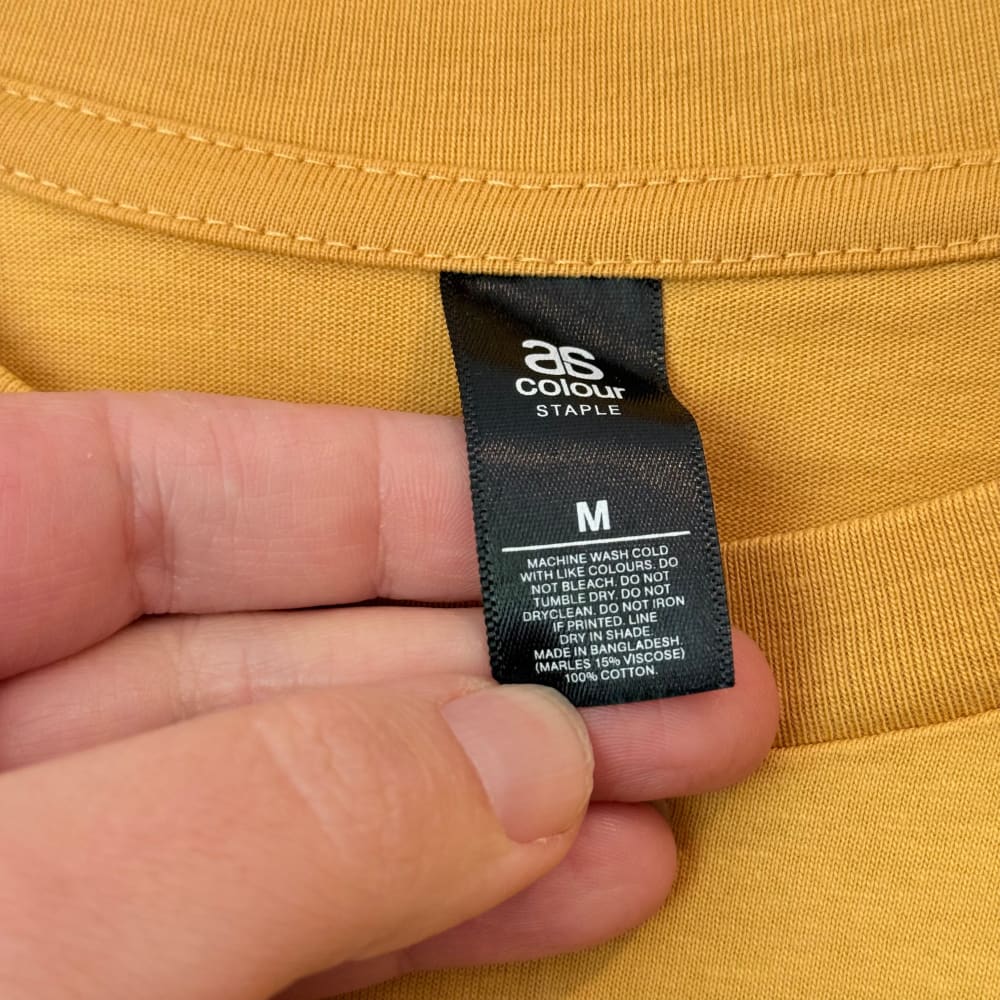 as
colour
STAPLE
M
MACHINE WASH COLD
WITH LIKE COLOURS. DO
NOT BLEACH. DO NOT
TUMBLE DRY. DO NOT
DRYCLEAN. DO NOT IRON
IF PRINTED. LINE
DRY IN SHADE.
MADE IN BANGLADESH.
(MARLES 15% VISCOSE)
100% COTTON.